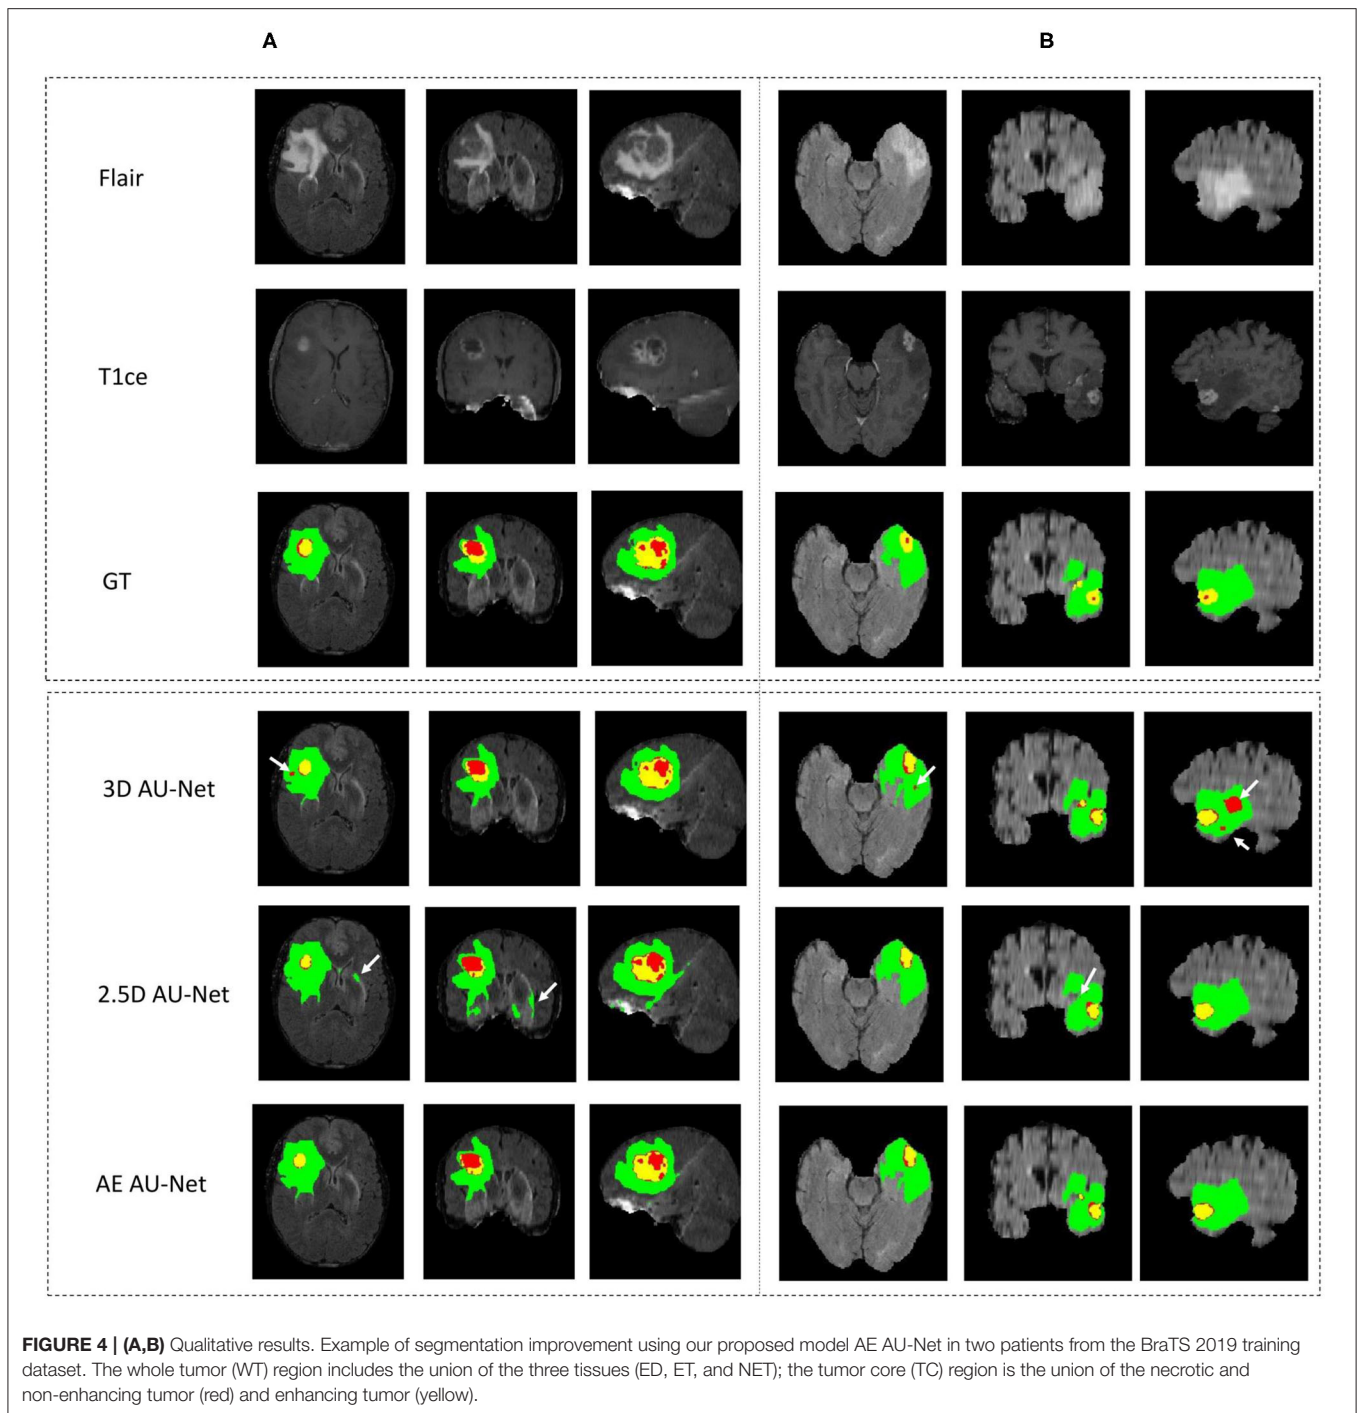 A
B
Flair
T1ce
GT
3D AU-Net
2.5D AU-Net
AE AU-Net
FIGURE 4 | (A,B) Qualitative results. Example of segmentation improvement using our proposed model AE AU-Net in two patients from the BraTS 2019 training
dataset. The whole tumor (WT) region includes the union of the three tissues (ED, ET, and NET); the tumor core (TC) region is the union of the necrotic and
non-enhancing tumor (red) and enhancing tumor (yellow).